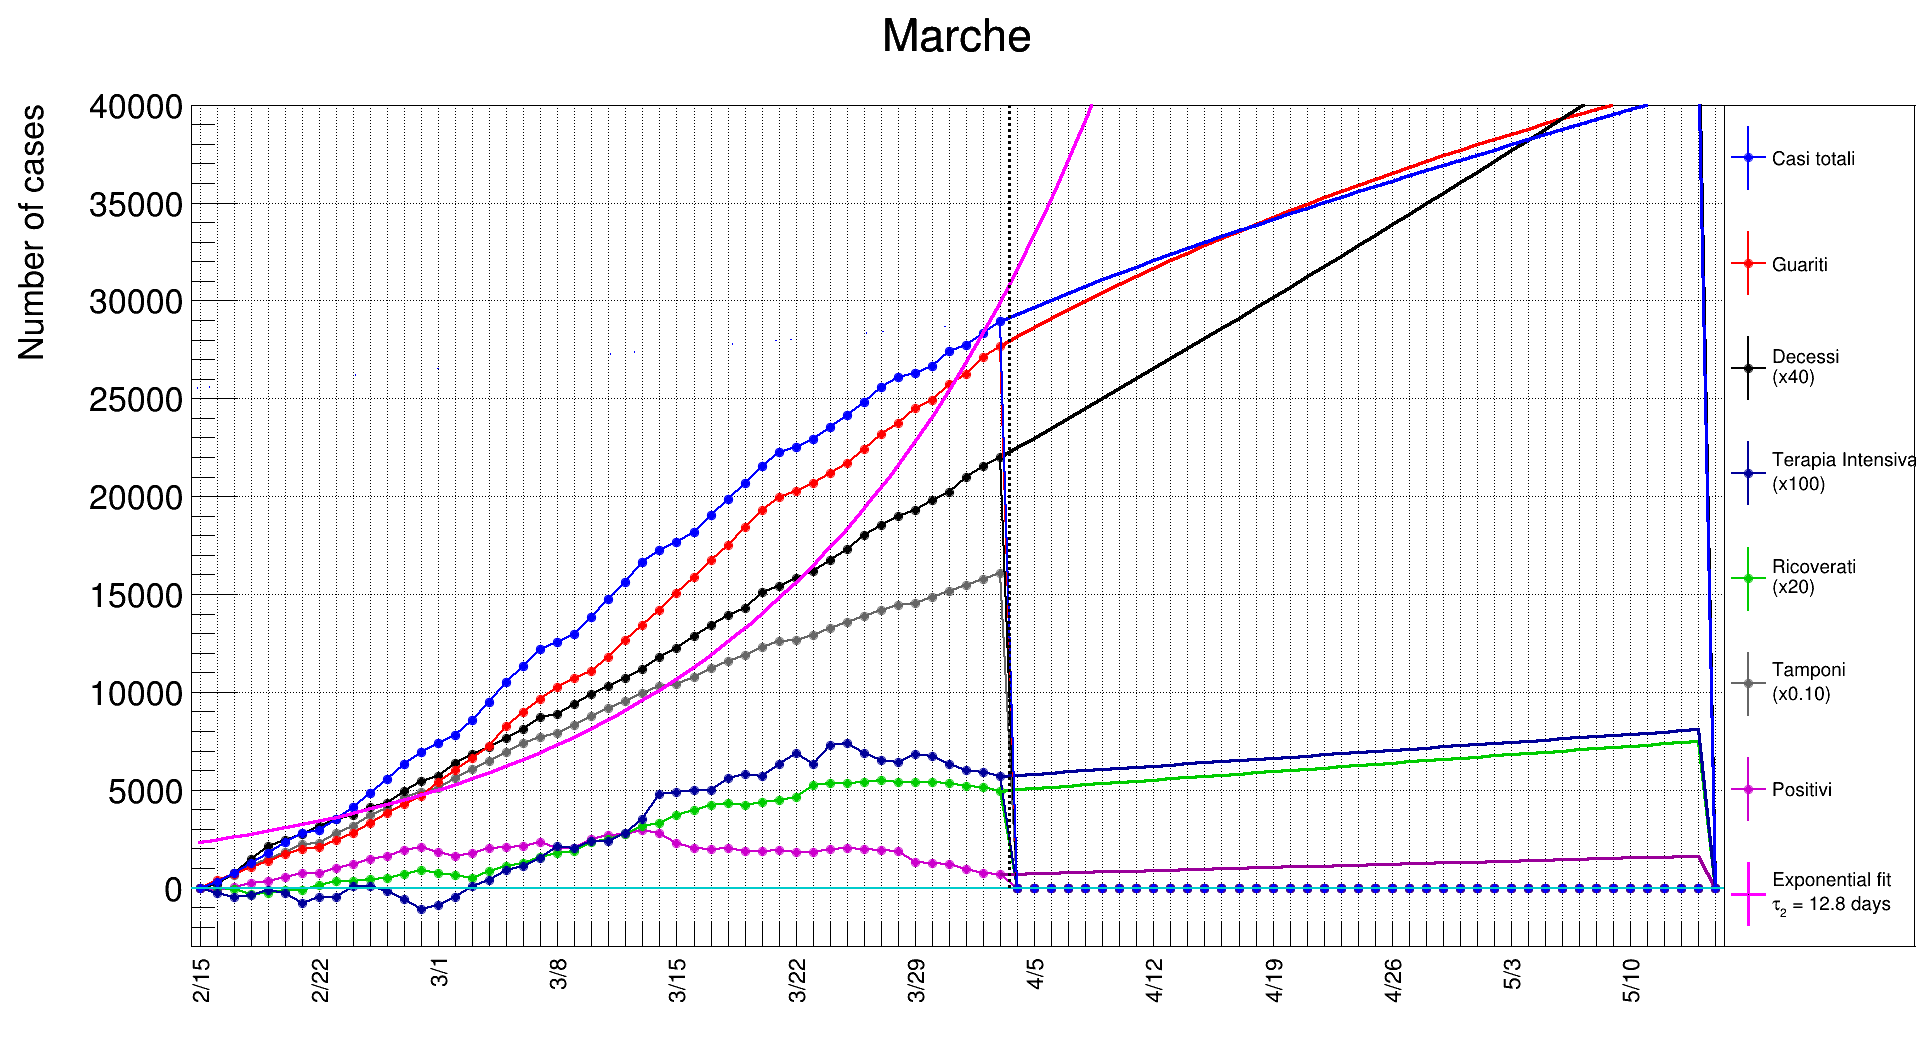 Marche
Number of cases
40000
35000
30000
25000
20000
15000
10000
5000
0
2/15
2/22
3/1
3/8
3/15
3/22
3/29
4/5
4/12
4/19
4/26
5/3
5/10
Casi totali
Guariti
Decessi
(x40)
Terapia Intensiva
(x100)
Ricoverati
(x20)
Tamponi
(x0.10)
Positivi
Exponential fit
τ2 = 12.8 days